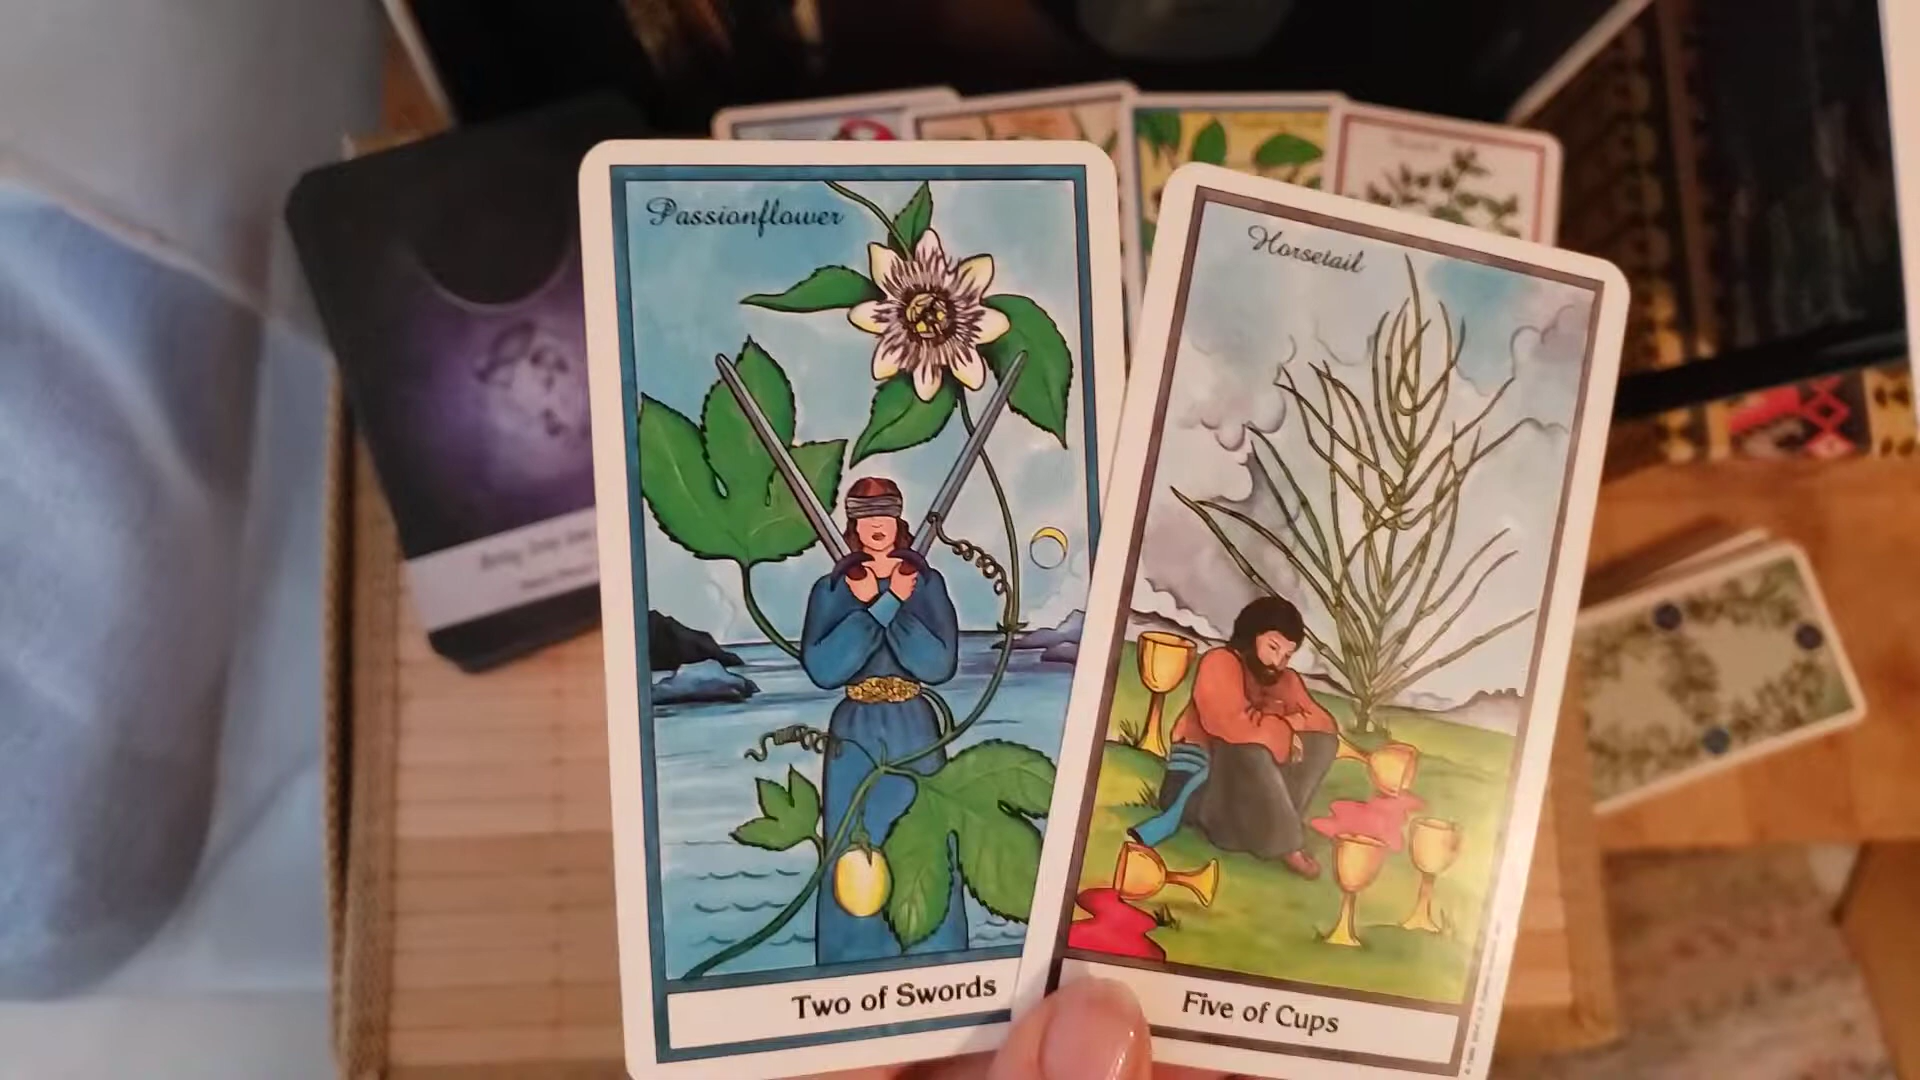 Passionflower
Two of Swords
Horsetail
Five of Cups